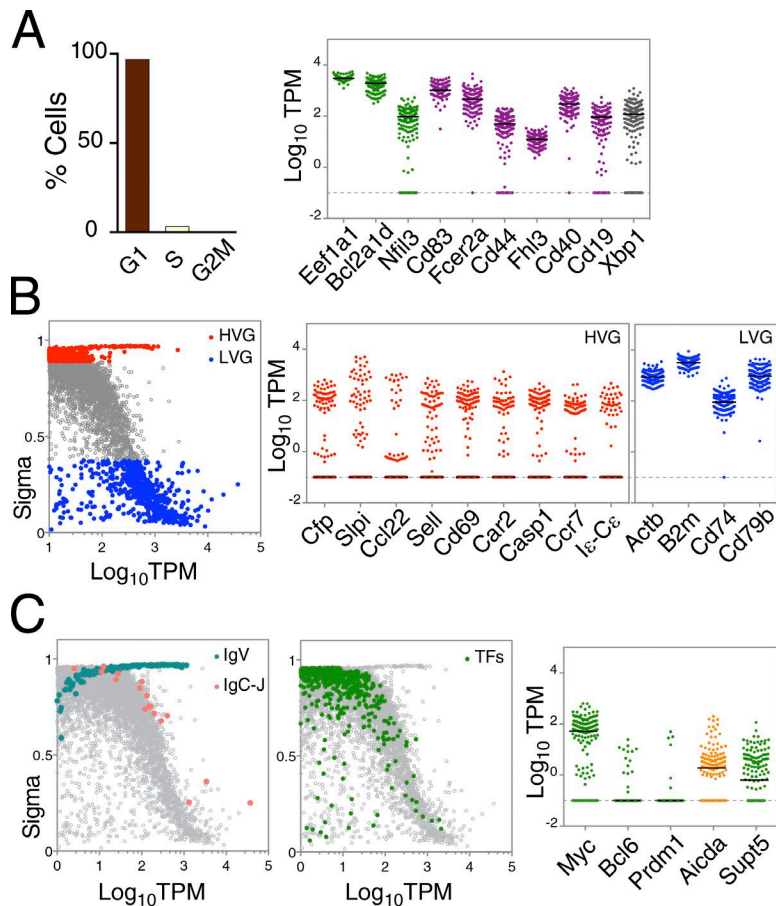 A
% Cells
100
50
0
G1
S
G2M
Log10 TPM
4
2
0
-2
Eef1a1
Bcl2a1d
Nfil3
Cd83
Fcer2a
Cd44
Fhl3
Cd40
Cd19
Xbp1
B
Sigma
1
0.5
0
HVG
LVG
1
2
3
4
5
Log10TPM
Log10 TPM
4
2
0
-2
HVG
Cfp
Slpi
Ccl22
Sell
Cd69
Car2
Casp1
Ccr7
Iε-Cε
LVG
Actb
B2m
Cd74
Cd79b
C
Sigma
1
0.5
0
IgV
IgC-J
0
1
2
3
4
5
Log10TPM
1
0.5
0
TFs
0
1
2
3
4
5
Log10TPM
Log10 TPM
4
2
0
-2
Myc
Bcl6
Prdm1
Aicda
Supt5